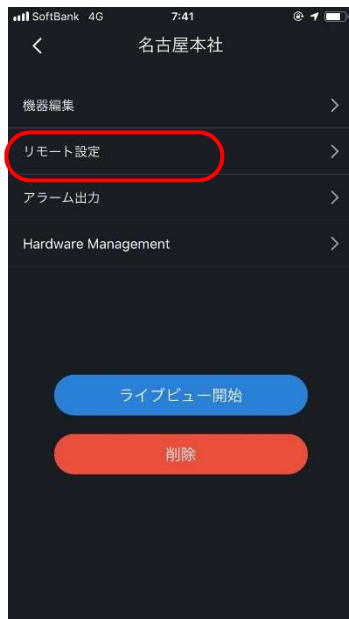 SoftBank 4G 7:41
名古屋本社
機器編集
リモート設定
アラーム出力
Hardware Management
ライブビュー開始
削除